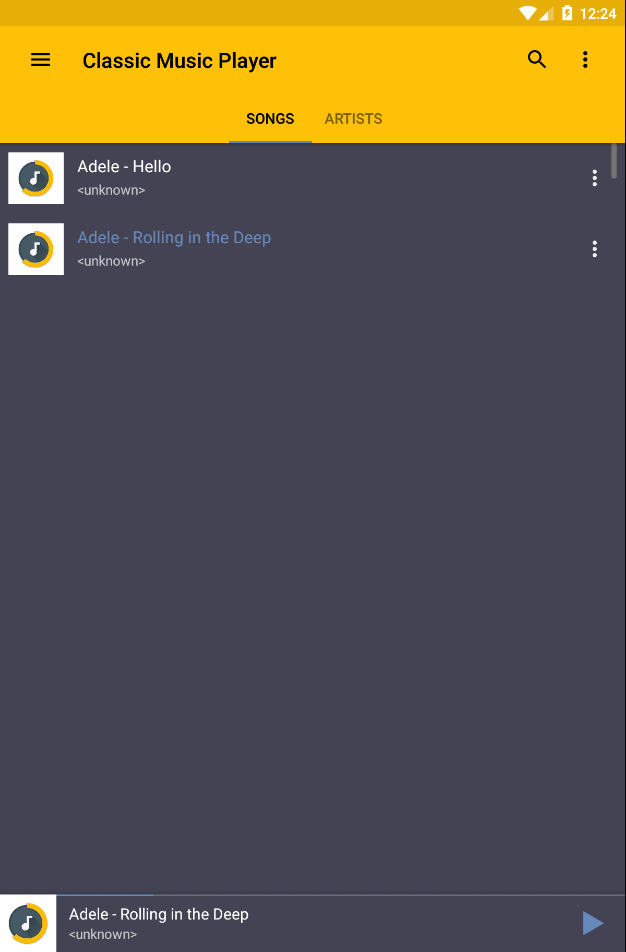 12:24
Classic Music Player
SONGS ARTISTS
Adele - Hello
<unknown>
Adele - Rolling in the Deep
<unknown>
Adele - Rolling in the Deep
<unknown>